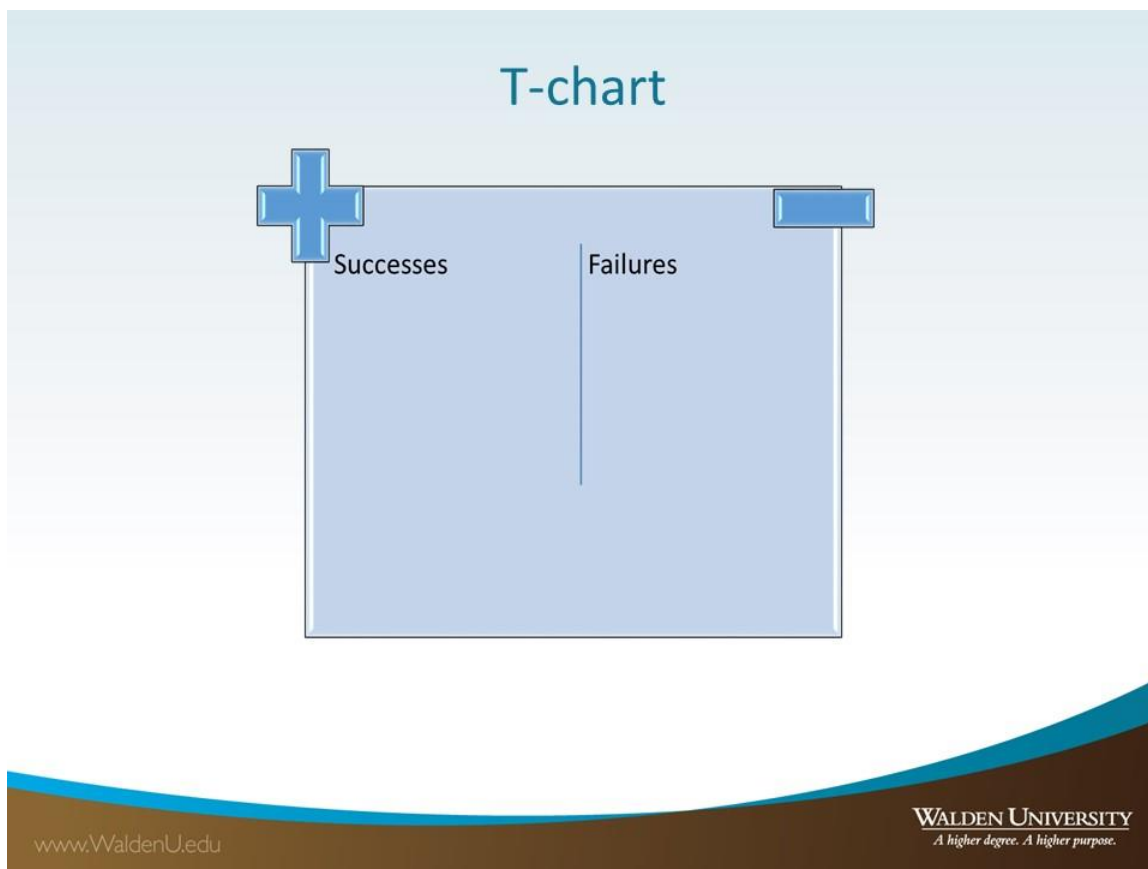 T-chart
Successes
Failures
www.WaldenU.edu
WALDEN UNIVERSITY
A higher degree. A higher purpose.